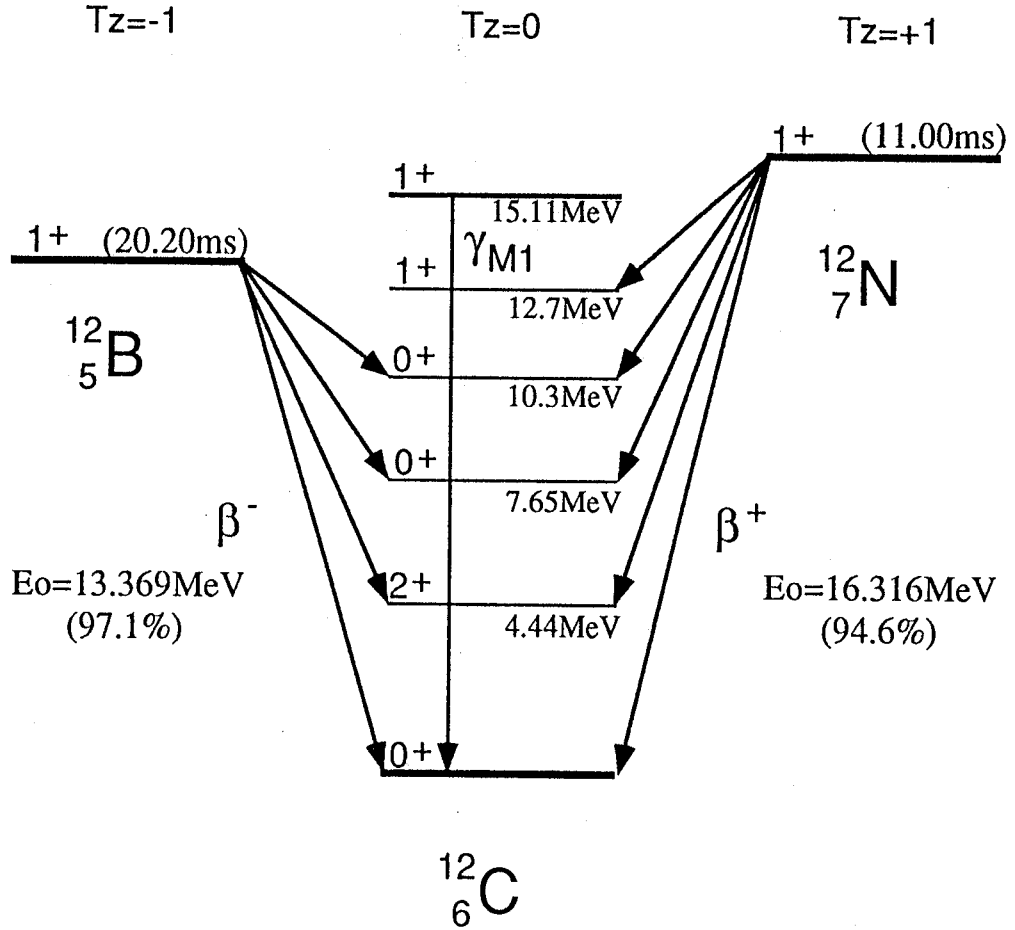 Tz=-1
Tz=0
Tz=+1
1+ (11.00ms)
1+
15.11MeV
1+ (20.20ms)
γM1
1+
12.7MeV
12
7N
12
5B
0+
10.3MeV
0+
7.65MeV
β-
β+
Eo=13.369MeV
(97.1%)
2+
4.44MeV
Eo=16.316MeV
(94.6%)
0+
12
6C